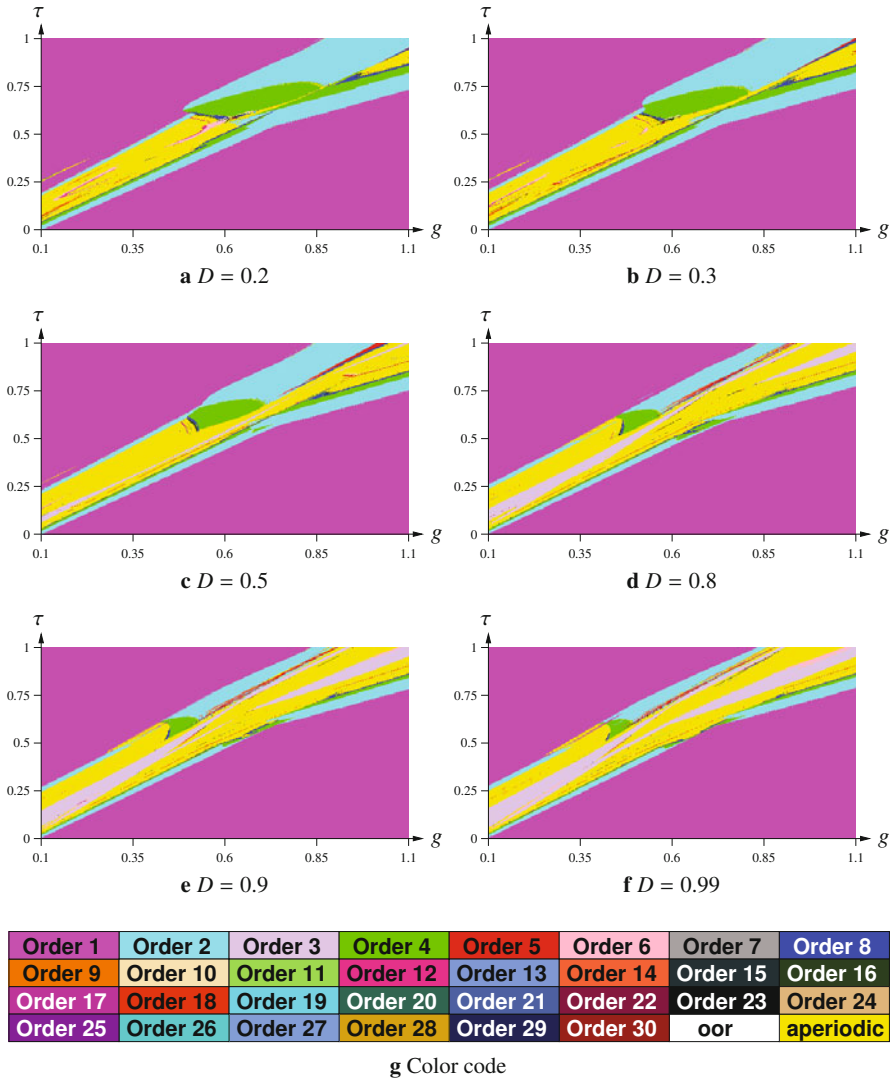 τ
τ
1
0.75
0.5
0.25
0
0.1 0.35 0.6 0.85 1.1
g
1
0.75
0.5
0.25
0
0.1 0.35 0.6 0.85 1.1
g
a D = 0.2
b D = 0.3
τ
τ
1
0.75
0.5
0.25
0
0.1 0.35 0.6 0.85 1.1
g
1
0.75
0.5
0.25
0
0.1 0.35 0.6 0.85 1.1
g
c D = 0.5
d D = 0.8
τ
τ
1
0.75
0.5
0.25
0
0.1 0.35 0.6 0.85 1.1
g
1
0.75
0.5
0.25
0
0.1 0.35 0.6 0.85 1.1
g
e D = 0.9
f D = 0.99
Order 1 Order 2 Order 3 Order 4 Order 5 Order 6 Order 7 Order 8
Order 9 Order 10 Order 11 Order 12 Order 13 Order 14 Order 15 Order 16
Order 17 Order 18 Order 19 Order 20 Order 21 Order 22 Order 23 Order 24
Order 25 Order 26 Order 27 Order 28 Order 29 Order 30 oor aperiodic
g Color code